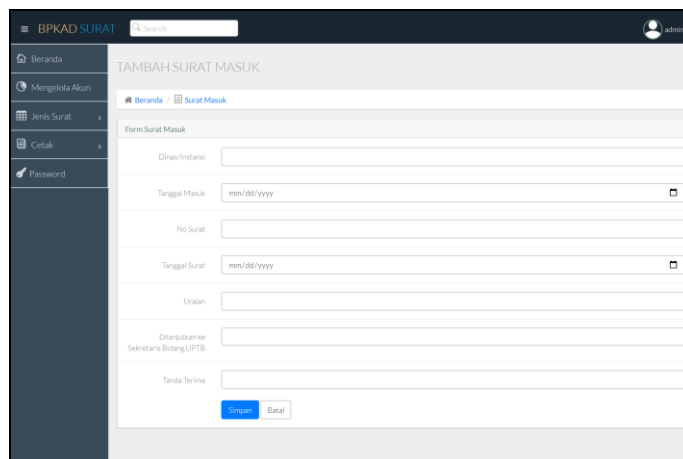 BPKAD SURAT
Search
admin
Beranda
Mengelola Akun
Jenis Surat
Cetak
Password
TAMBAH SURAT MASUK
Beranda / Surat Masuk
Form Surat Masuk
Dinas/Instansi
Tanggal Masuk
mm/dd/yyyy
No Surat
Tanggal Surat
mm/dd/yyyy
Uraian
Dilanjutkan ke
Sekretaris Bidang UPTB
Tanda Terima
Simpan
Batal